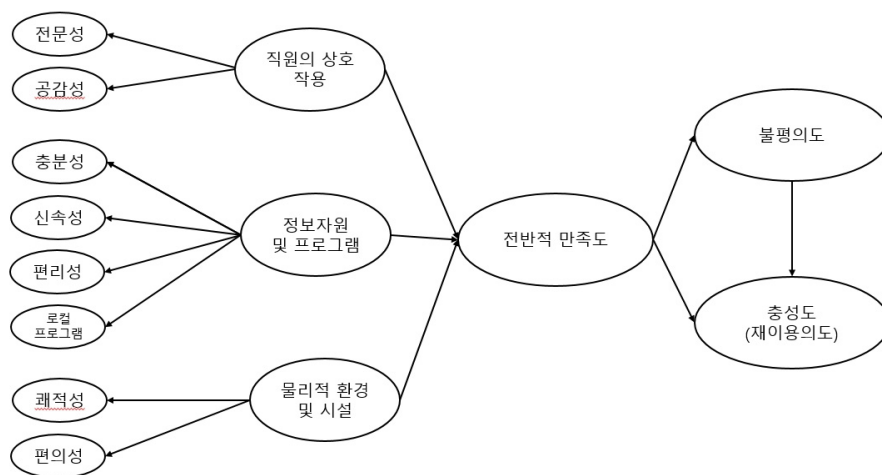 전문성
공감성
직원의 상호
작용
충분성
신속성
편리성
로컬
프로그램
정보자원
및 프로그램
쾌적성
편의성
물리적 환경
및 시설
전반적 만족도
불평의도
충성도
(재이용의도)